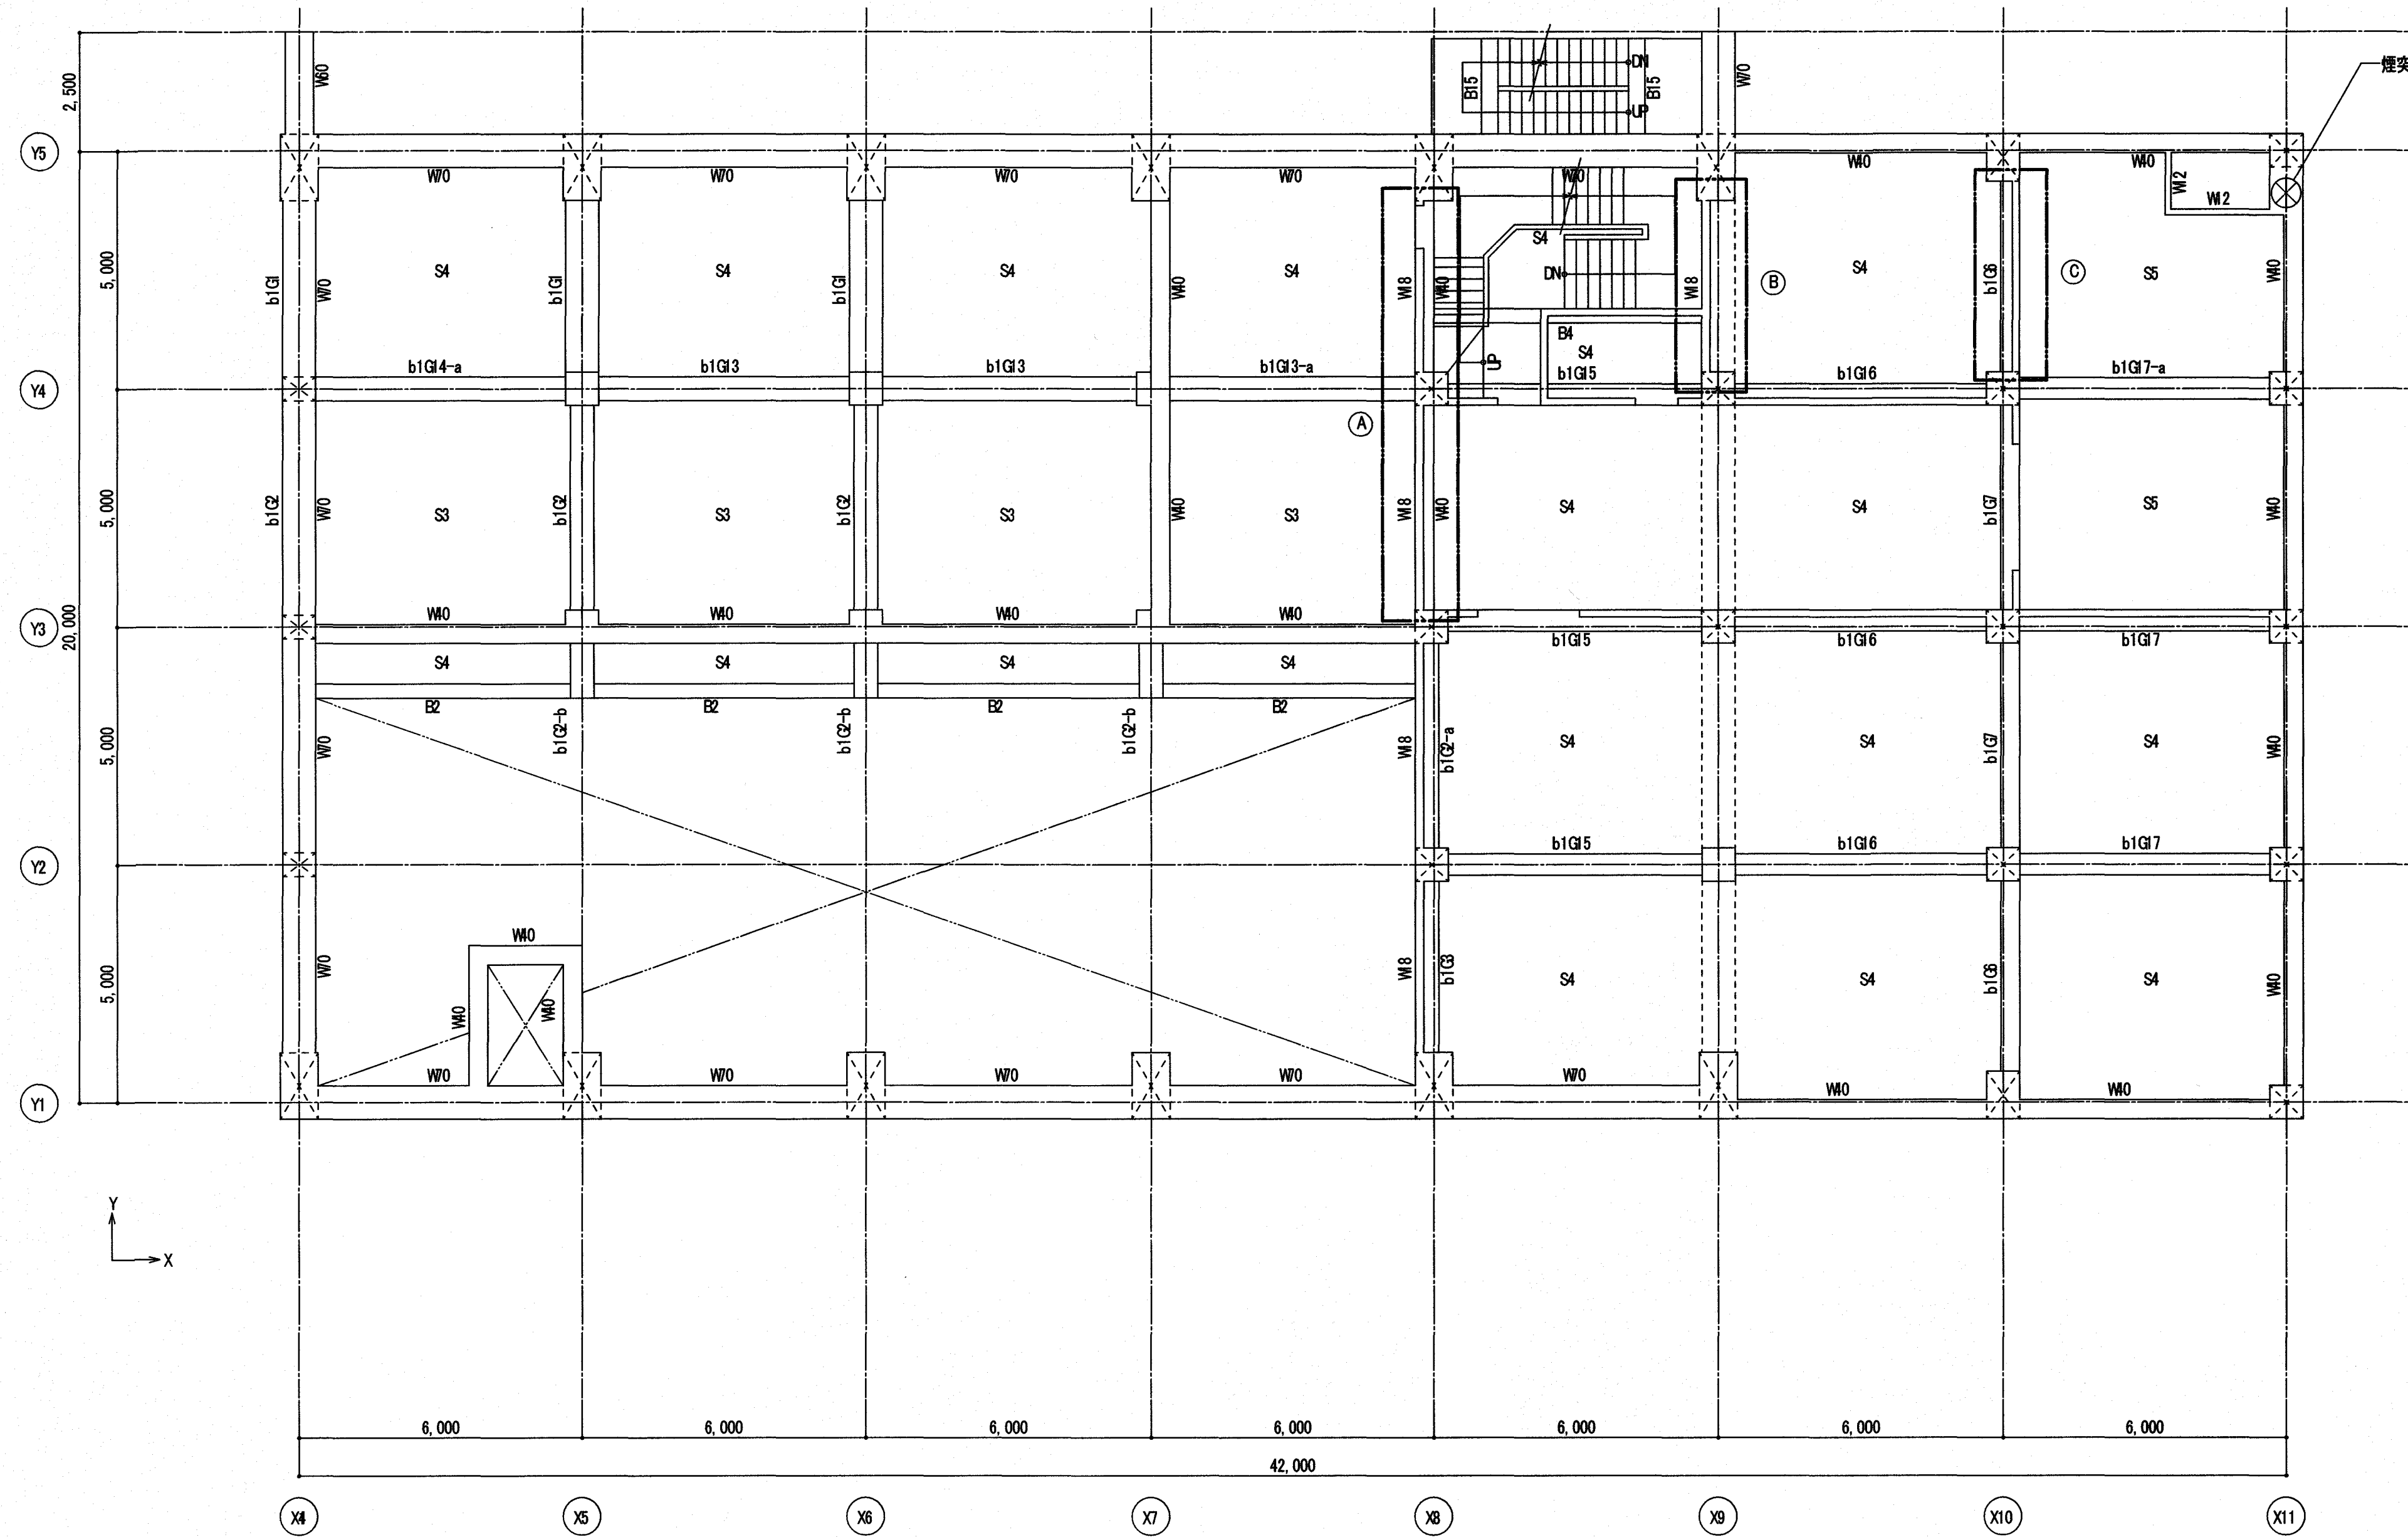 煙突
2,500
W60
B15
DN
B15
UP
W70
Y5
W70
W70
W70
W70
W70
W40
W40
W12
W12
5,000
b1G1
W70
S4
b1G1
S4
b1G1
S4
W40
S4
W18
W40
S4
DN
W18
B
S4
b1G6
C
S5
W40
B4
S4
UP
Y4
b1G14-a
b1G13
b1G13
b1G13-a
b1G15
b1G16
b1G17-a
A
5,000
b1G2
W70
S3
b1G2
S3
b1G2
S3
W40
S3
W18
W40
S4
S4
b1G7
S5
W40
20,000
Y3
W40
W40
W40
W40
b1G15
b1G16
b1G17
S4
S4
S4
S4
B2
B2
B2
B2
5,000
W70
b1G2-b
b1G2-b
b1G2-b
W18
b1G2-a
S4
S4
b1G7
S4
W40
Y2
b1G15
b1G16
b1G17
5,000
W70
W40
W40
W40
W18
b1G3
S4
S4
b1G6
S4
W40
Y1
W70
W70
W70
W70
W70
W40
W40
Y
X
6,000
6,000
6,000
6,000
6,000
6,000
6,000
42,000
X4
X5
X6
X7
X8
X9
X10
X11